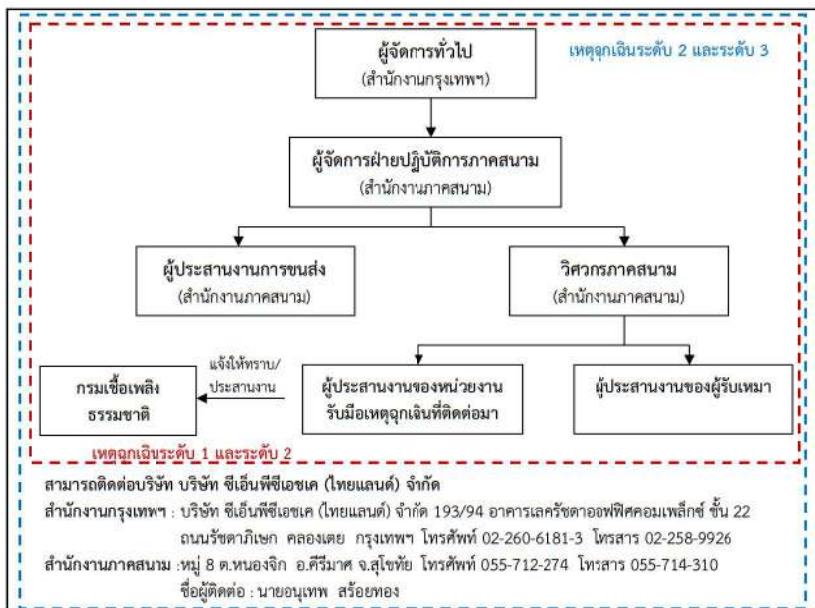 ผู้จัดการทั่วไป
(สำนักงานกรุงเทพฯ)
เหตุฉุกเฉินระดับ 2 และระดับ 3
ผู้จัดการฝ่ายปฏิบัติการภาคสนาม
(สำนักงานภาคสนาม)
ผู้ประสานงานการขนส่ง
(สำนักงานภาคสนาม)
วิศวกรภาคสนาม
(สำนักงานภาคสนาม)
กรมเชื้อเพลิง
ธรรมชาติ
แจ้งให้ทราบ/
ประสานงาน
ผู้ประสานงานของหน่วยงาน
รับมือเหตุฉุกเฉินที่ติดต่อมา
ผู้ประสานงานของผู้รับเหมา
เหตุฉุกเฉินระดับ 1 และระดับ 2
สามารถติดต่อบริษัท บริษัท ซีเอ็นพีซีเอชเค (ไทยแลนด์) จำกัด
สำนักงานกรุงเทพฯ : บริษัท ซีเอ็นพีซีเอชเค (ไทยแลนด์) จำกัด 193/94 อาคารเลครัชดาออฟฟิศคอมเพล็กซ์ ชั้น 22
ถนนรัชดาภิเษก คลองเตย กรุงเทพฯ โทรศัพท์ 02-260-6181-3 โทรสาร 02-258-9926
สำนักงานภาคสนาม :หมู่ 8 ต.หนองจิก อ.คีรีมาศ จ.สุโขทัย โทรศัพท์ 055-712-274 โทรสาร 055-714-310
ชื่อผู้ติดต่อ : นายอนุเทพ สร้อยทอง